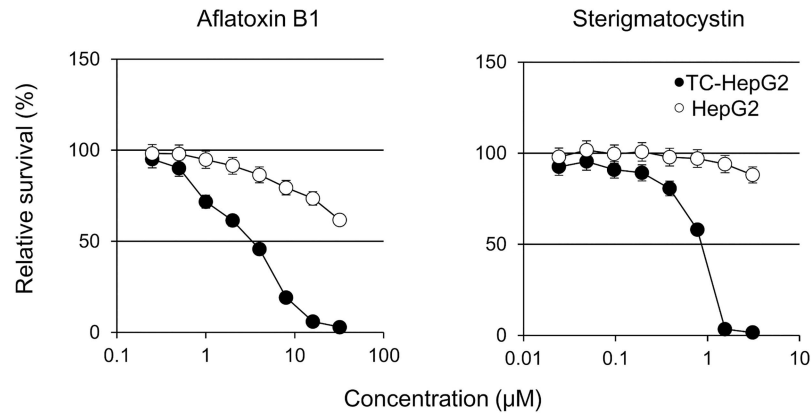 Aflatoxin B1
Sterigmatocystin
Relative survival (%)
150
100
50
0
0.1
1
10
100
150
100
50
0
0.01
0.1
1
10
TC-HepG2
HepG2
Concentration (µM)